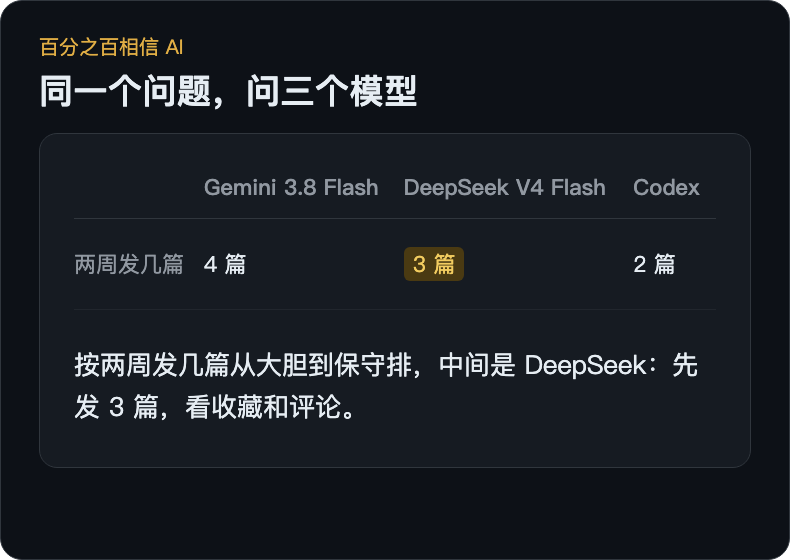 百分之百相信 AI
同一个问题，问三个模型
Gemini 3.8 Flash DeepSeek V4 Flash Codex
两周发几篇 4 篇 3 篇 2 篇
按两周发几篇从大胆到保守排，中间是 DeepSeek：先
发 3 篇，看收藏和评论。